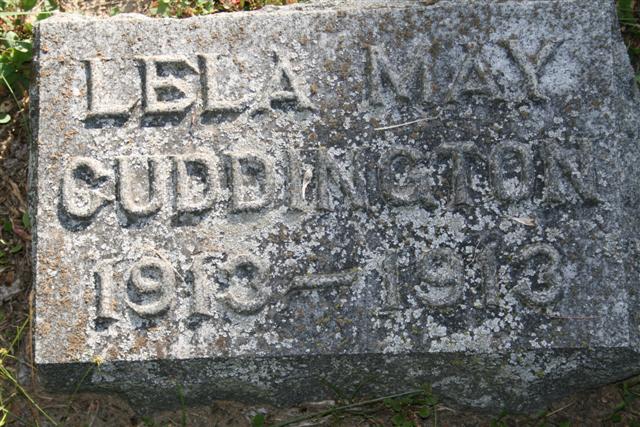 LELA MAY
CUDDINGTON
1913 — 1913